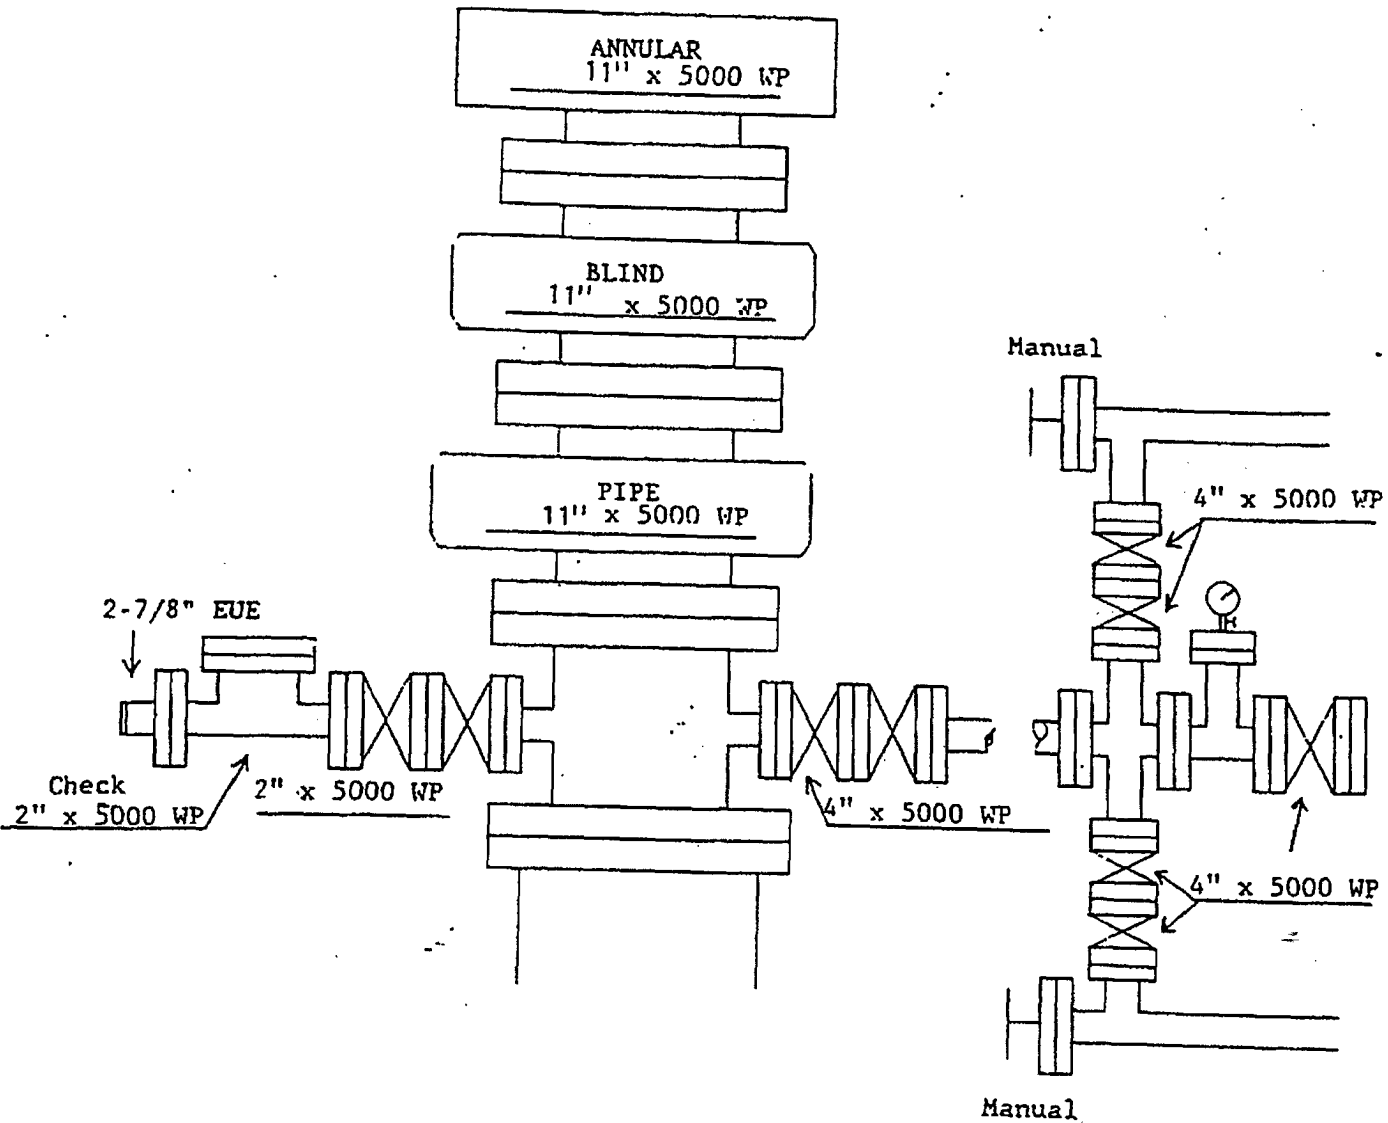 ANNULAR
11" x 5000 WP
BLIND
11" x 5000 WP
PIPE
11" x 5000 WP
Manual
4" x 5000 WP
2-7/8" EUE
Check
2" x 5000 WP
2" x 5000 WP
4" x 5000 WP
4" x 5000 WP
Manual